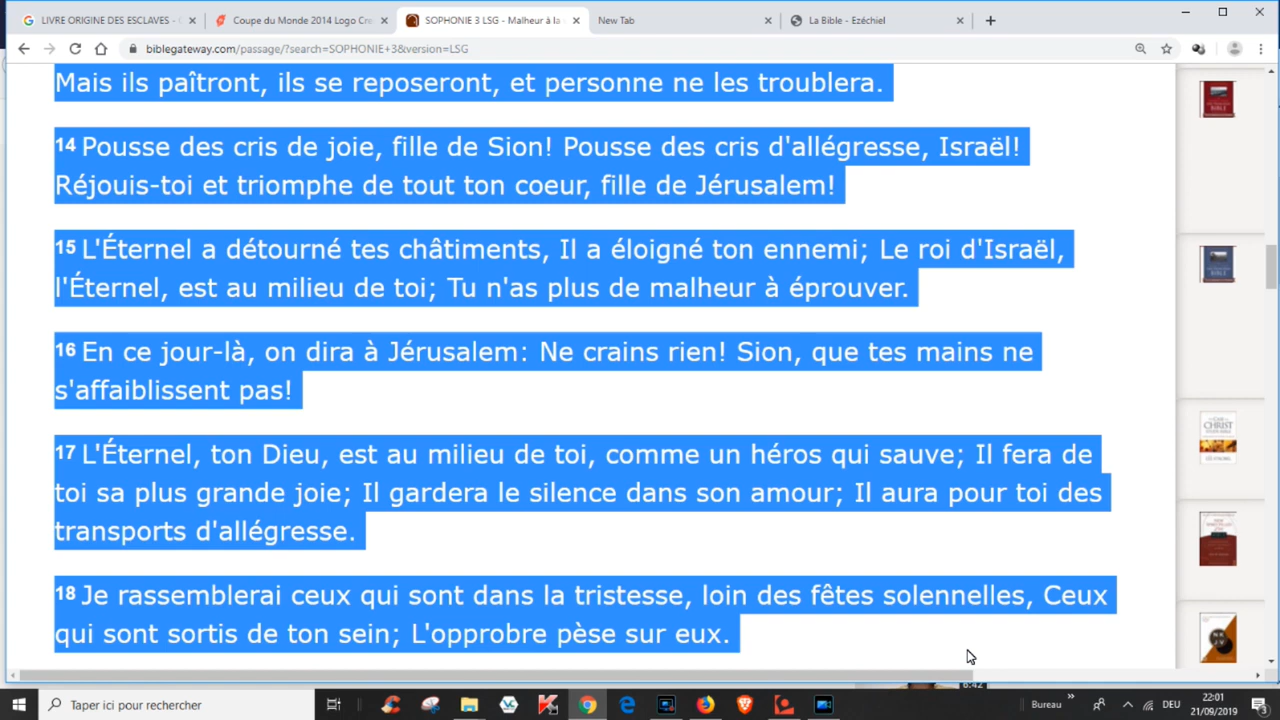 LIVRE ORIGINE DES ESCLAVES -
Coupe du Monde 2014 Logo Cre
SOPHONIE 3 LSG - Malheur à la
New Tab
La Bible - Ezéchiel
biblegateway.com/passage/?search=SOPHONIE+3&version=LSG
Mais ils paîtront, ils se reposeront, et personne ne les troublera.
14 Pousse des cris de joie, fille de Sion! Pousse des cris d'allégresse, Israël!
Réjouis-toi et triomphe de tout ton coeur, fille de Jérusalem!
15 L'Éternel a détourné tes châtiments, Il a éloigné ton ennemi; Le roi d'Israël,
l'Éternel, est au milieu de toi; Tu n'as plus de malheur à éprouver.
16 En ce jour-là, on dira à Jérusalem: Ne crains rien! Sion, que tes mains ne
s'affaiblissent pas!
17 L'Éternel, ton Dieu, est au milieu de toi, comme un héros qui sauve; Il fera de
toi sa plus grande joie; Il gardera le silence dans son amour; Il aura pour toi des
transports d'allégresse.
18 Je rassemblerai ceux qui sont dans la tristesse, loin des fêtes solennelles, Ceux
qui sont sortis de ton sein; L'opprobre pèse sur eux.
Taper ici pour rechercher
Bureau
DEU
22:01
21/09/2019